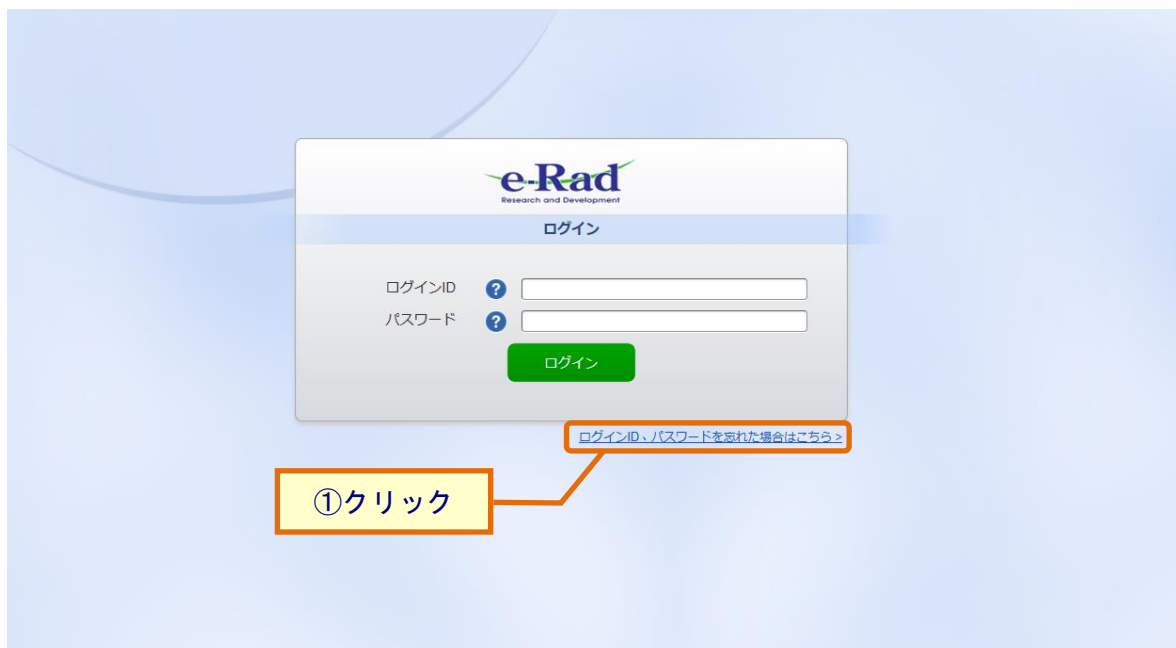 e-Rad
Research and Development
ログイン
ログインID ?
パスワード ?
ログイン
ログインID、パスワードを忘れた場合はこちら >
①クリック